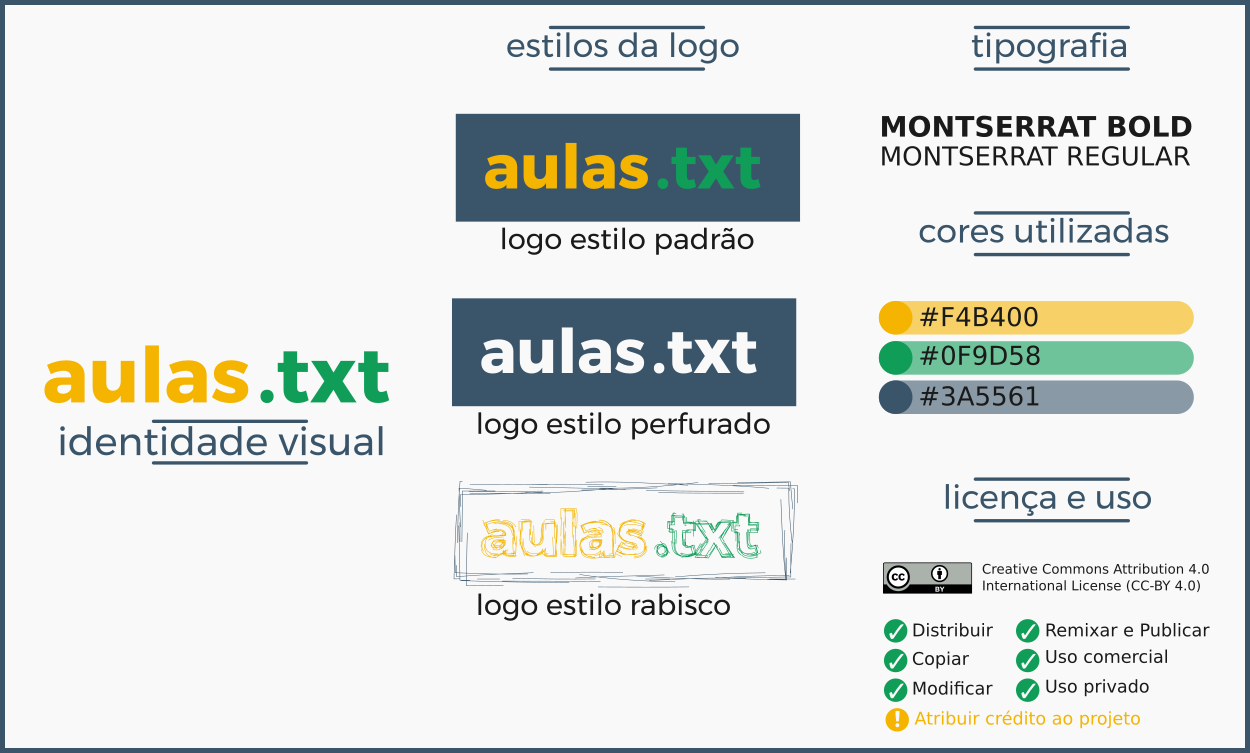 aulas.txt
identidade visual
estilos da logo
aulas.txt
logo estilo padrão
aulas.txt
logo estilo perfurado
aulas.txt
logo estilo rabisco
tipografia
MONTSERRAT BOLD
MONTSERRAT REGULAR
cores utilizadas
#F4B400
#0F9D58
#3A5561
licença e uso
cc BY
Creative Commons Attribution 4.0
International License (CC-BY 4.0)
Distribuir
Remixar e Publicar
Copiar
Uso comercial
Modificar
Uso privado
Atribuir crédito ao projeto